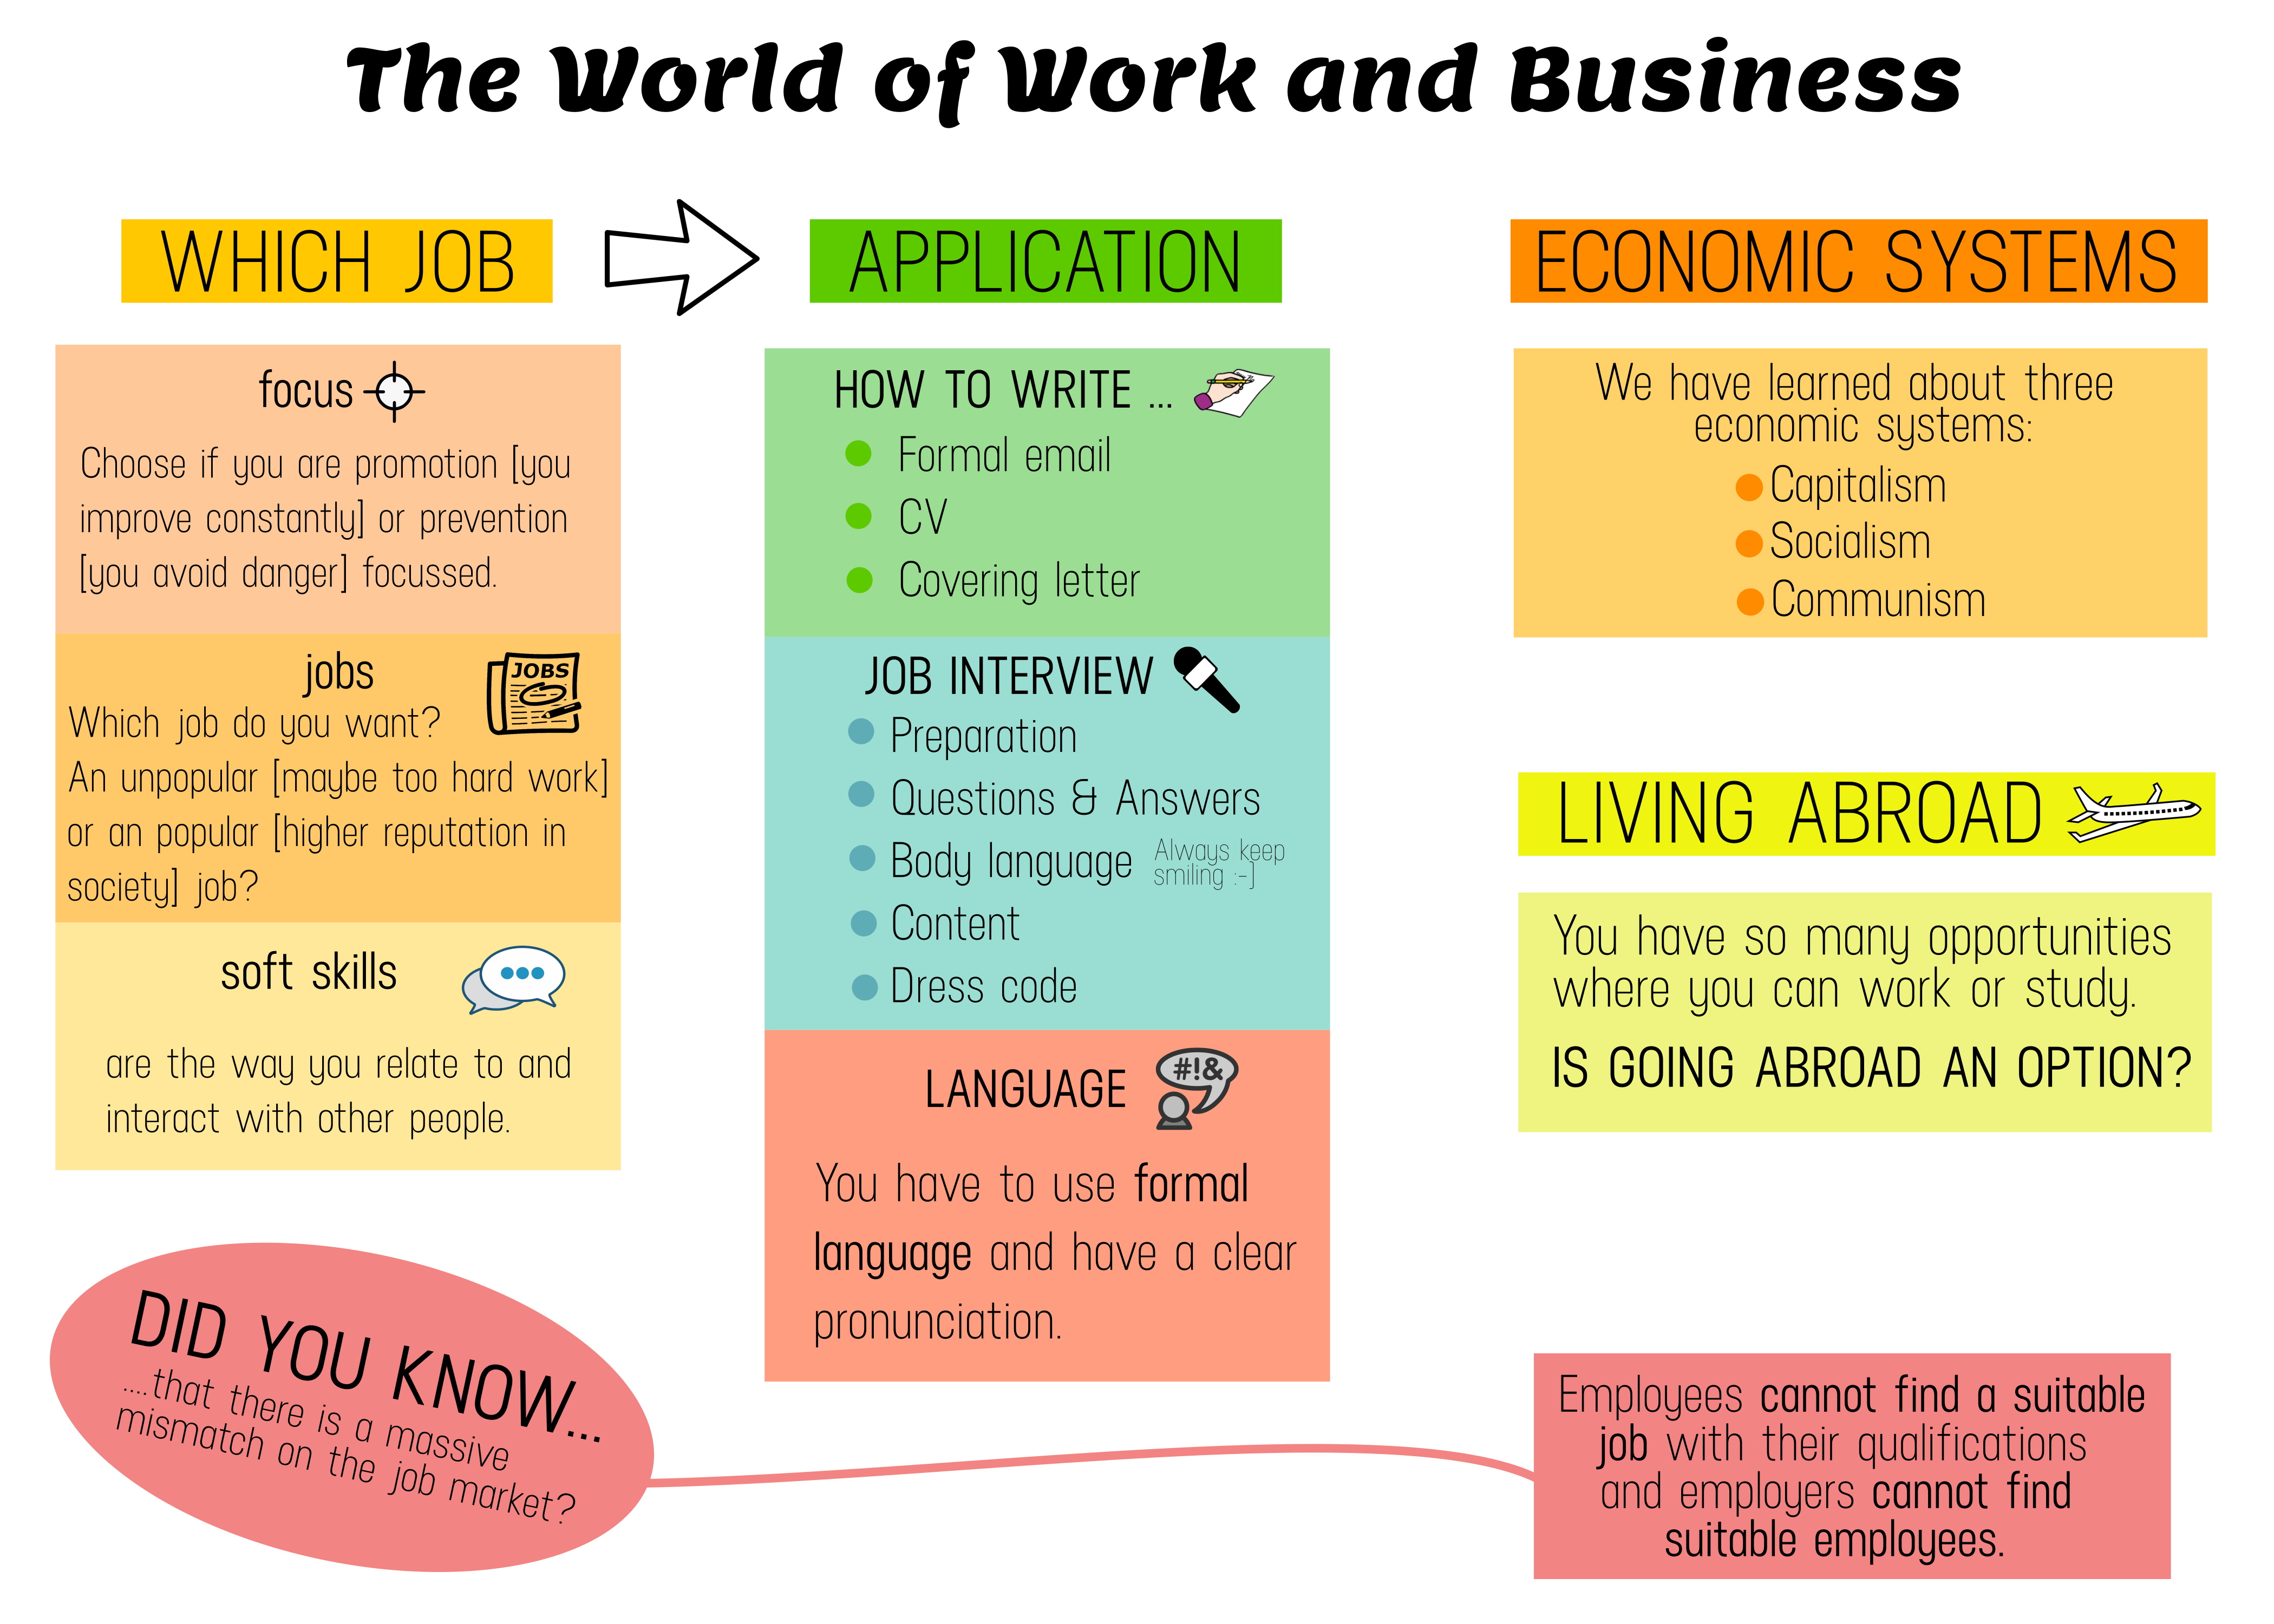 The World of Work and Business
WHICH JOB
focus
Choose if you are promotion [you
improve constantly] or prevention
[you avoid danger] focussed.
jobs
JOBS
Which job do you want?
An unpopular [maybe too hard work]
or an popular [higher reputation in
society] job?
soft skills
are the way you relate to and
interact with other people.
APPLICATION
HOW TO WRITE ...
Formal email
CV
Covering letter
JOB INTERVIEW
Preparation
Questions & Answers
Body language
Always keep
smiling :-]
Content
Dress code
LANGUAGE
#!&
You have to use formal
language and have a clear
pronunciation.
ECONOMIC SYSTEMS
We have learned about three
economic systems:
Capitalism
Socialism
Communism
LIVING ABROAD
You have so many opportunities
where you can work or study.
IS GOING ABROAD AN OPTION?
DID YOU KNOW...
....that there is a massive
mismatch on the job market?
Employees cannot find a suitable
job with their qualifications
and employers cannot find
suitable employees.